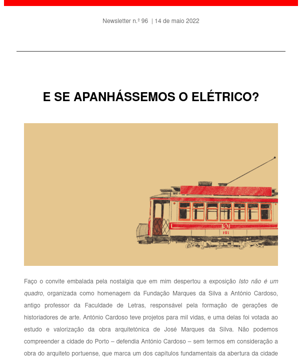 Newsletter n.º 96 | 14 de maio 2022
E SE APANHÁSSEMOS O ELÉTRICO?
Faço o convite embalada pela nostalgia que em mim despertou a exposição Isto não é um
quadro, organizada como homenagem da Fundação Marques da Silva a António Cardoso,
antigo professor da Faculdade de Letras, responsável pela formação de gerações de
historiadores de arte. António Cardoso teve projetos para mil vidas, e uma delas foi votada ao
estudo e valorização da obra arquitetónica de José Marques da Silva. Não podemos
compreender a cidade do Porto – defendia António Cardoso – sem termos em consideração a
obra do arquiteto portuense, que marca um dos capítulos fundamentais da abertura da cidade